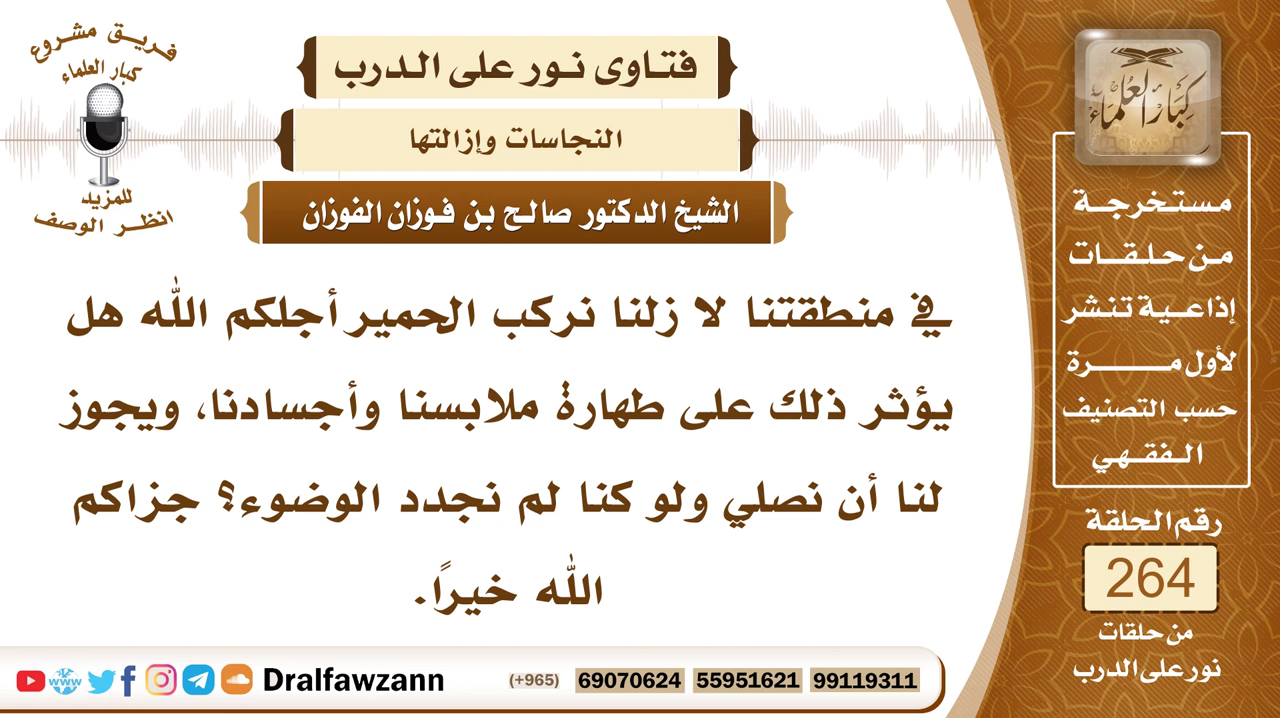 فريق مشروع
كبار العلماء
للمزيد
انظر الوصف
فتاوى نور على الدرب
النجاسات وإزالتها
الشيخ الدكتور صالح بن فوزان الفوزان
في منطقتنا لا زلنا نركب الحمير أجلكم الله هل
يؤثر ذلك على طهارة ملابسنا وأجسادنا، ويجوز
لنا أن نصلي ولو كنا لم نجدد الوضوء؟ جزاكم
الله خيرًا.
كبار العلماء
مستخرجة
من حلقات
إذاعية تنشر
لأول مرة
حسب التصنيف
الفقهي
رقم الحلقة
264
من حلقات
نور على الدرب
www
Dralfawzann
(+965) 69070624 55951621 99119311